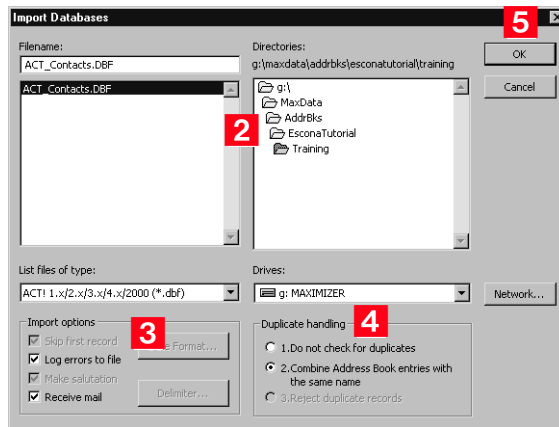 Import Databases
5
Filename:
Directories:
OK
ACT_Contacts.DBF
g:\maxdata\addrbks\esconatutorial\training
ACT_Contacts.DBF
g:\
Cancel
MaxData
2
AddrBks
EsconaTutorial
Training
List files of type:
Drives:
ACT! 1.x/2.x/3.x/4.x/2000 (*.dbf)
g: MAXIMIZER
Network...
Import options
3
Duplicate handling
4
Skip first record
Format...
1.Do not check for duplicates
Log errors to file
2.Combine Address Book entries with
the same name
Make salutation
Receive mail
Delimiter...
3.Reject duplicate records